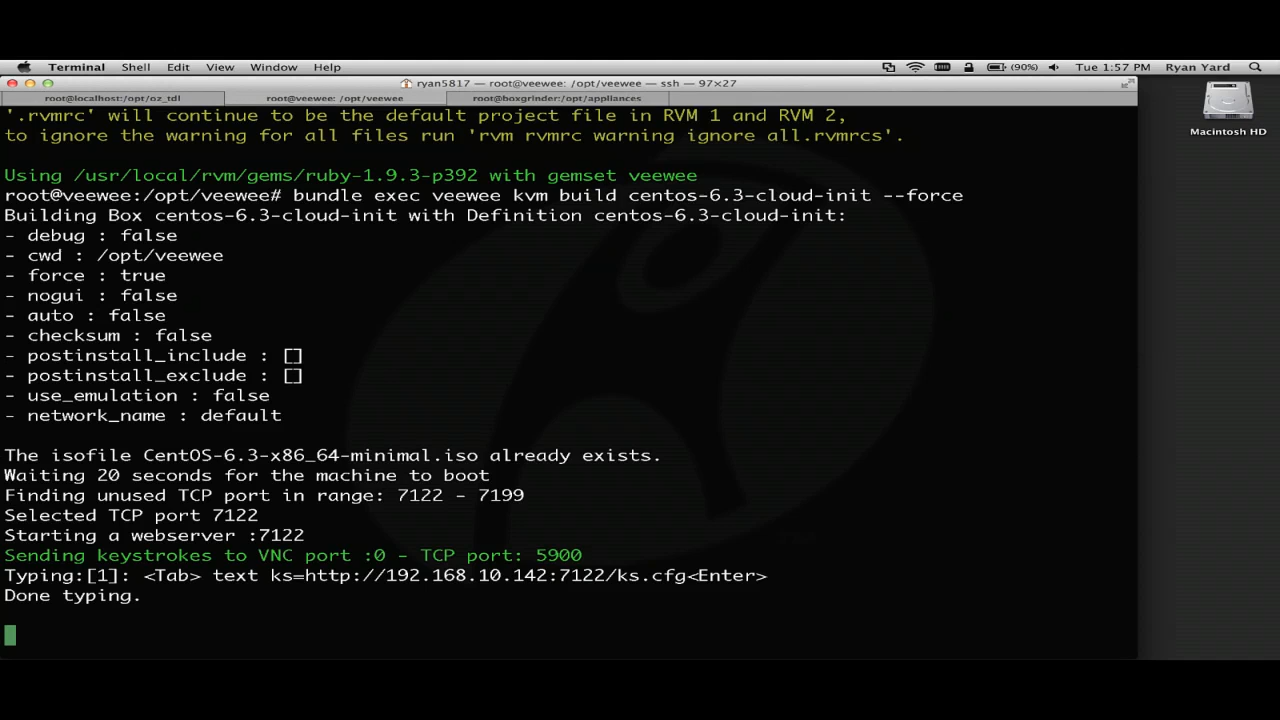 Terminal Shell Edit View Window Help (90%) Tue 1:57 PM Ryan Yard
ryan5817 — root@veewee: /opt/veewee — ssh — 97x27
root@localhost:/opt/oz_tdl root@veewee: /opt/veewee root@boxgrinder:/opt/appliances
'.rvmrc' will continue to be the default project file in RVM 1 and RVM 2,
to ignore the warning for all files run 'rvm rvmrc warning ignore all.rvmrcs'.
Using /usr/local/rvm/gems/ruby-1.9.3-p392 with gemset veewee
root@veewee:/opt/veewee# bundle exec veewee kvm build centos-6.3-cloud-init --force
Building Box centos-6.3-cloud-init with Definition centos-6.3-cloud-init:
- debug : false
- cwd : /opt/veewee
- force : true
- nogui : false
- auto : false
- checksum : false
- postinstall_include : []
- postinstall_exclude : []
- use_emulation : false
- network_name : default
The isofile CentOS-6.3-x86_64-minimal.iso already exists.
Waiting 20 seconds for the machine to boot
Finding unused TCP port in range: 7122 - 7199
Selected TCP port 7122
Starting a webserver :7122
Sending keystrokes to VNC port :0 - TCP port: 5900
Typing:[1]: <Tab> text ks=http://192.168.10.142:7122/ks.cfg<Enter>
Done typing.
Macintosh HD